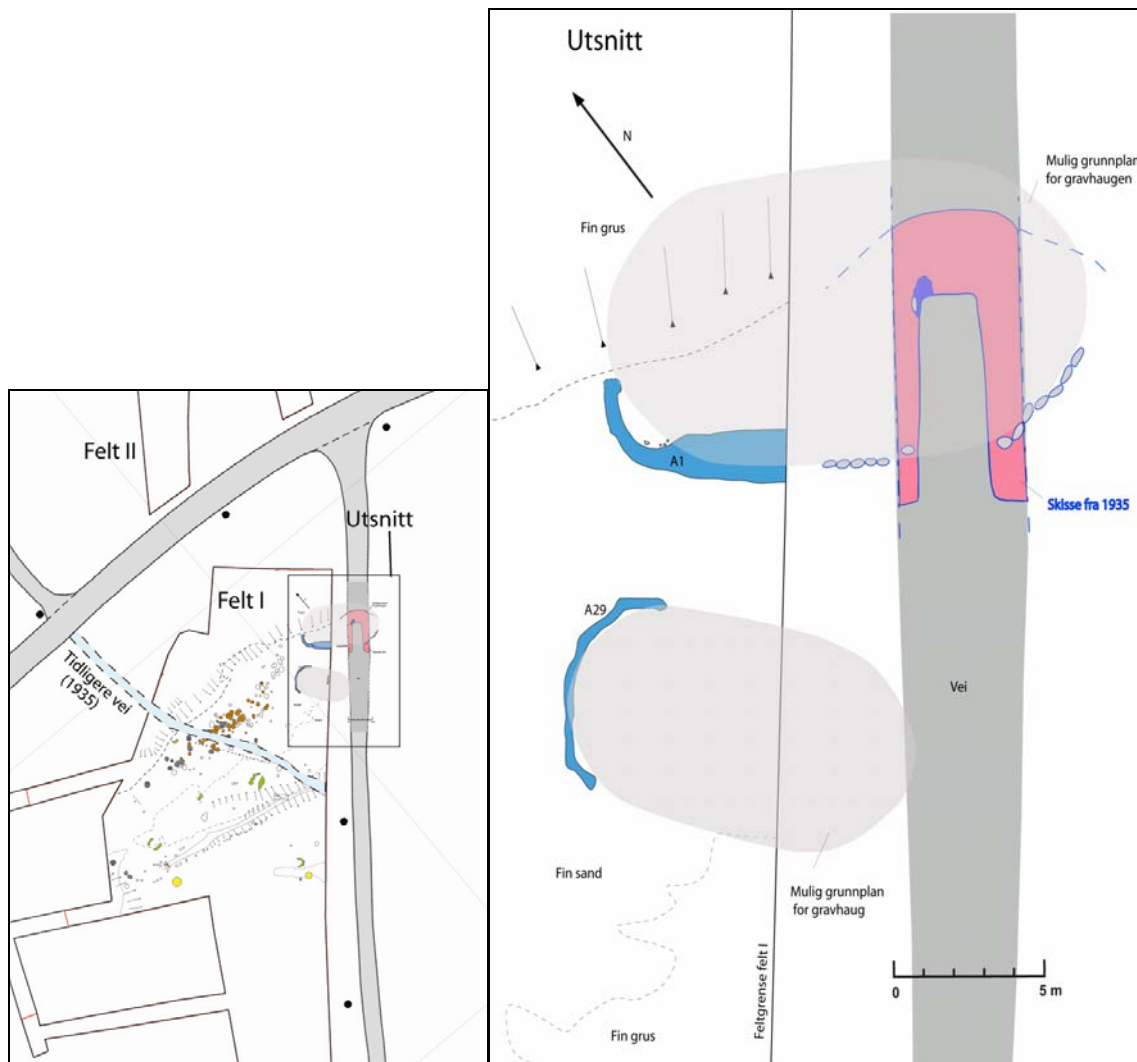 Felt II
Utsnitt
Felt I
Tidligere vei
(1935)
Utsnitt
N
Mulig grunnplan
for gravhaugen
Fin grus
A1
Skisse fra 1935
A29
Vei
Fin sand
Mulig grunnplan
for gravhaug
Feltgrense felt I
Fin grus
0 5 m